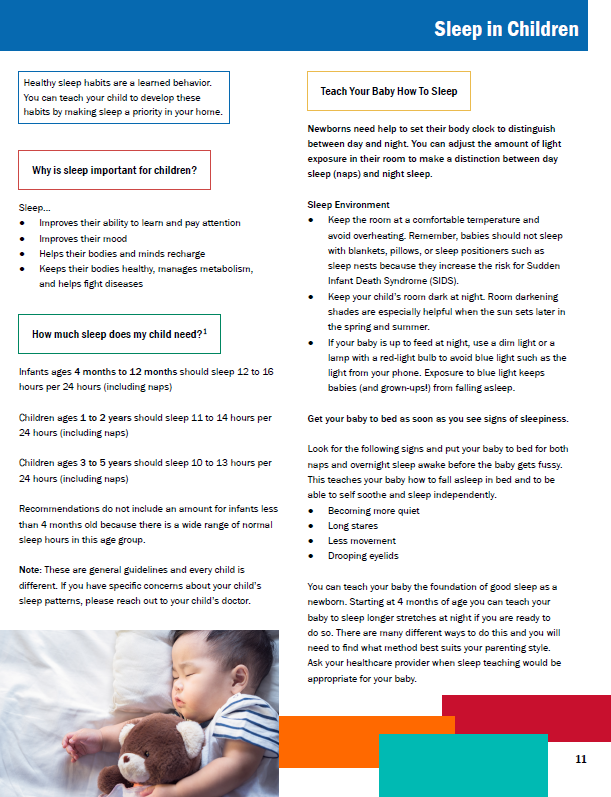 Sleep in Children
Healthy sleep habits are a learned behavior.
You can teach your child to develop these
habits by making sleep a priority in your home.
Why is sleep important for children?
Sleep...
● Improves their ability to learn and pay attention
● Improves their mood
● Helps their bodies and minds recharge
● Keeps their bodies healthy, manages metabolism,
and helps fight diseases
How much sleep does my child need?¹
Infants ages 4 months to 12 months should sleep 12 to 16
hours per 24 hours (including naps)
Children ages 1 to 2 years should sleep 11 to 14 hours per
24 hours (including naps)
Children ages 3 to 5 years should sleep 10 to 13 hours per
24 hours (including naps)
Recommendations do not include an amount for infants less
than 4 months old because there is a wide range of normal
sleep hours in this age group.
Note: These are general guidelines and every child is
different. If you have specific concerns about your child's
sleep patterns, please reach out to your child's doctor.
Teach Your Baby How To Sleep
Newborns need help to set their body clock to distinguish
between day and night. You can adjust the amount of light
exposure in their room to make a distinction between day
sleep (naps) and night sleep.
Sleep Environment
● Keep the room at a comfortable temperature and
avoid overheating. Remember, babies should not sleep
with blankets, pillows, or sleep positioners such as
sleep nests because they increase the risk for Sudden
Infant Death Syndrome (SIDS).
● Keep your child's room dark at night. Room darkening
shades are especially helpful when the sun sets later in
the spring and summer.
● If your baby is up to feed at night, use a dim light or a
lamp with a red-light bulb to avoid blue light such as the
light from your phone. Exposure to blue light keeps
babies (and grown-ups!) from falling asleep.
Get your baby to bed as soon as you see signs of sleepiness.
Look for the following signs and put your baby to bed for both
naps and overnight sleep awake before the baby gets fussy.
This teaches your baby how to fall asleep in bed and to be
able to self soothe and sleep independently.
● Becoming more quiet
● Long stares
● Less movement
● Drooping eyelids
You can teach your baby the foundation of good sleep as a
newborn. Starting at 4 months of age you can teach your
baby to sleep longer stretches at night if you are ready to
do so. There are many different ways to do this and you will
need to find what method best suits your parenting style.
Ask your healthcare provider when sleep teaching would be
appropriate for your baby.
11